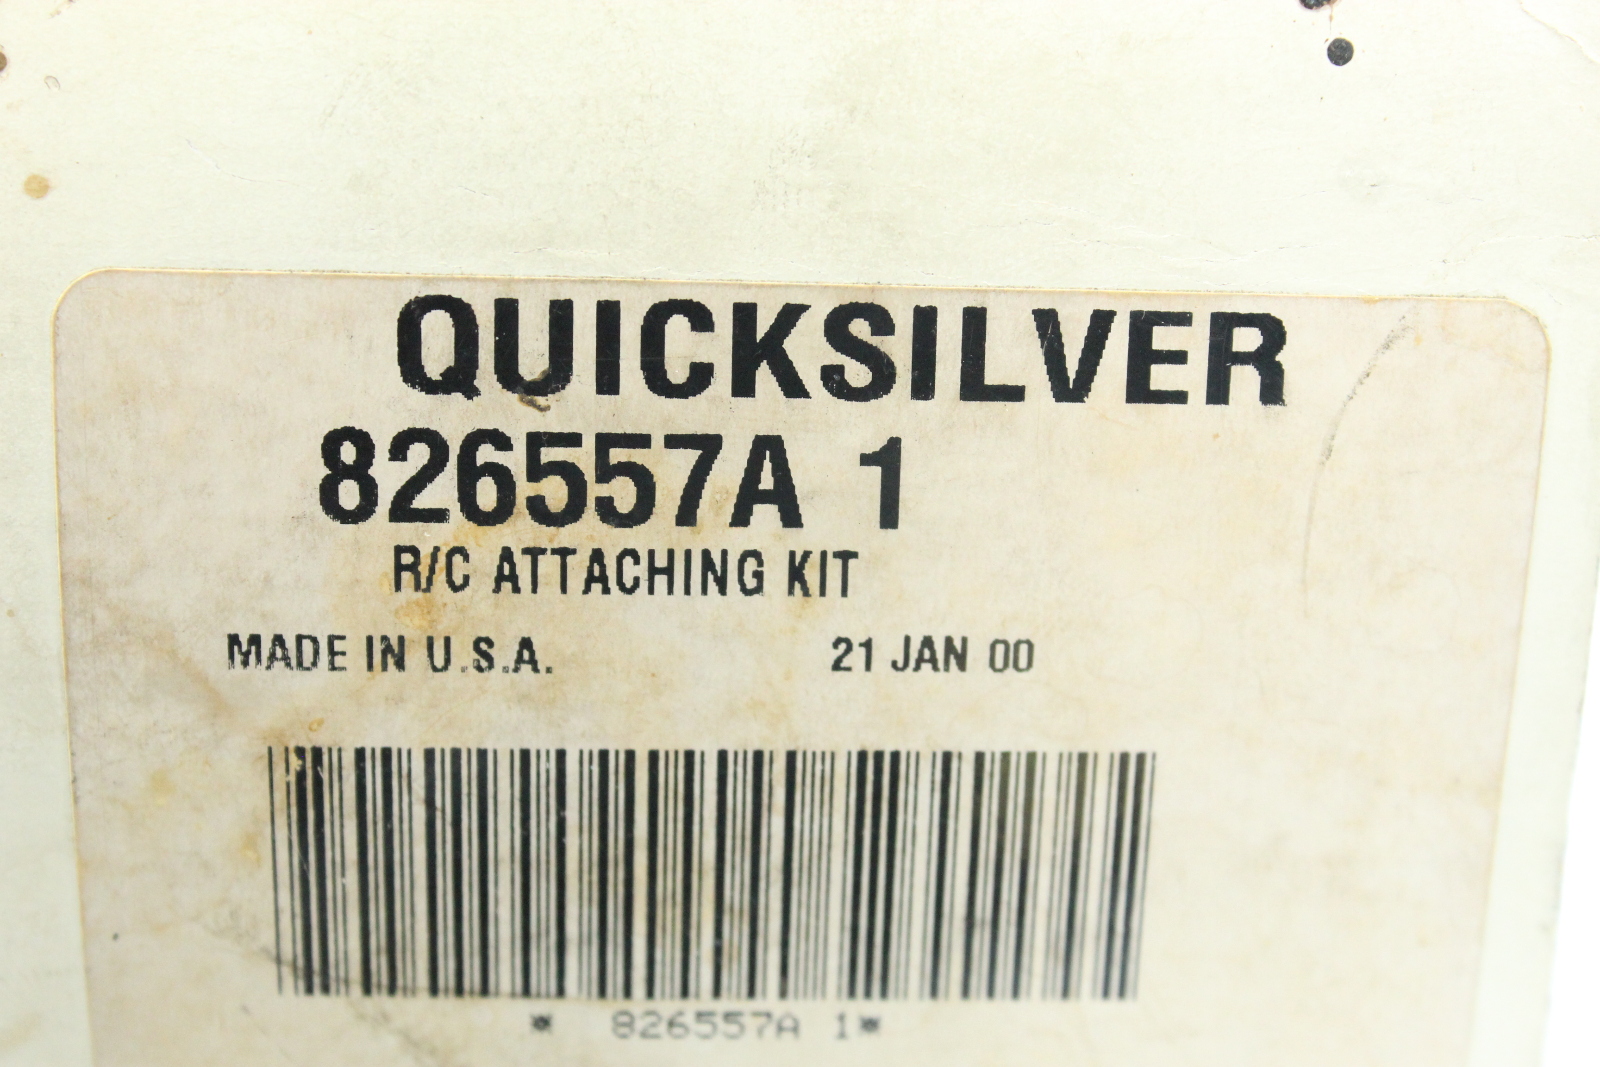 QUICKSILVER
826557A 1
R/C ATTACHING KIT
MADE IN U.S.A. 21 JAN 00
* 826557A 1*